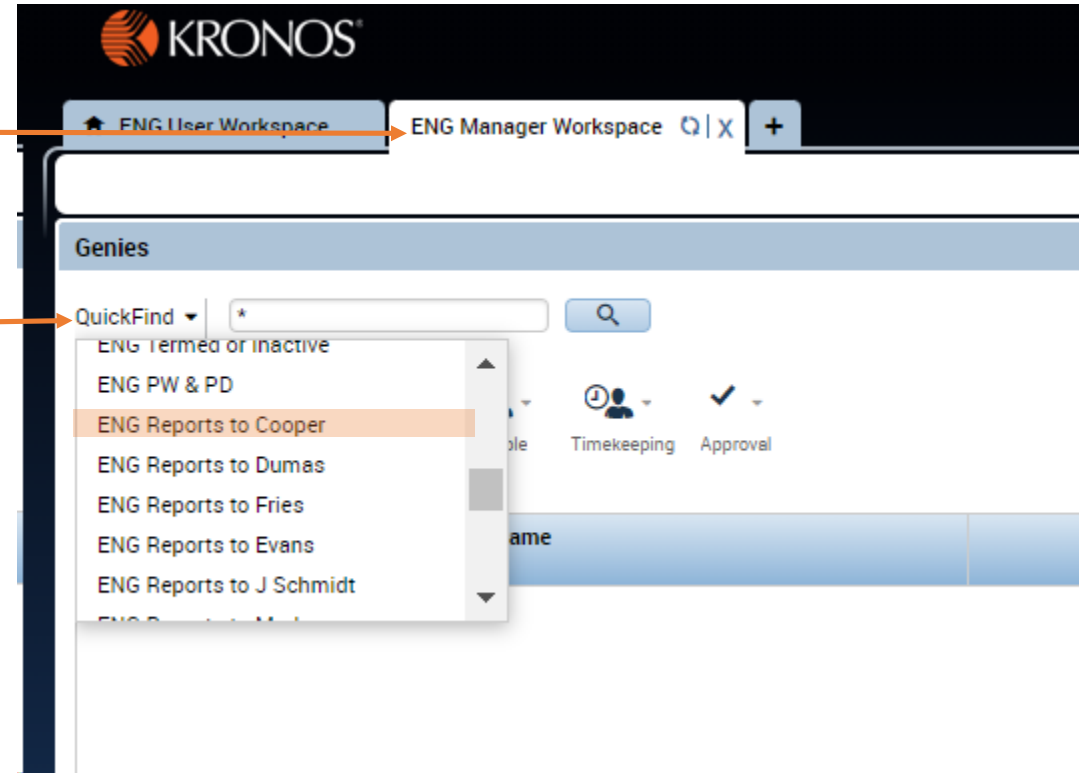 KRONOS®
ENG User Workspace
ENG Manager Workspace X +
Genies
QuickFind *
ENG Termed or Inactive
ENG PW & PD
ENG Reports to Cooper
Timekeeping Approval
ENG Reports to Dumas
ENG Reports to Fries
ENG Reports to Evans
ame
ENG Reports to J Schmidt